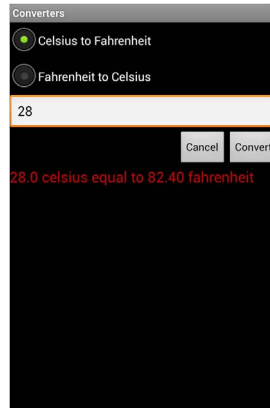 Converters
Celsius to Fahrenheit
Fahrenheit to Celsius
28
Cancel Convert
28.0 celsius equal to 82.40 fahrenheit